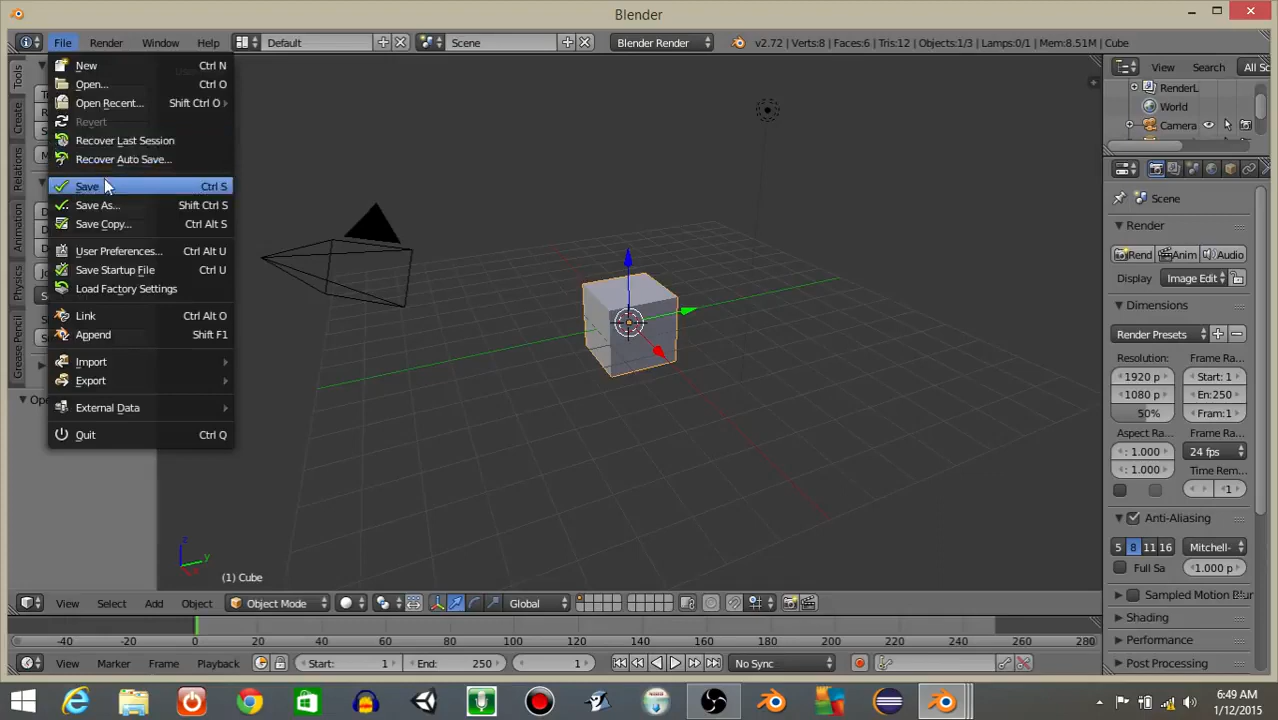 Blender
File Render Window Help Default Scene Blender Render v2.72 | Verts:8 | Faces:6 | Tris:12 | Objects:1/3 | Lamps:0/1 | Mem:8.51M | Cube
New Ctrl N
Open... Ctrl O
Open Recent... Shift Ctrl O
Revert
Recover Last Session
Recover Auto Save...
Save Ctrl S
Save As... Shift Ctrl S
Save Copy... Ctrl Alt S
User Preferences... Ctrl Alt U
Save Startup File Ctrl U
Load Factory Settings
Link Ctrl Alt O
Append Shift F1
Import
Export
External Data
Quit Ctrl Q
Tools
Create
Relations
Animation
Physics
Grease Pencil
View Search All Sc
RenderL
World
Camera
Scene
Render
Rend Anim Audio
Display Image Edit
Dimensions
Render Presets
Resolution: Frame Ra
1920 p Start: 1
1080 p En:250
50% Fram:1
Aspect Ra Frame Ra
: 1.000 24 fps
: 1.000 Time Rem
1
Anti-Aliasing
5 8 11 16 Mitchell-
Full Sa 1.000 p
Sampled Motion Blur
Shading
Performance
Post Processing
z
y
(1) Cube
View Select Add Object Object Mode Global
-40 -20 0 20 40 60 80 100 120 140 160 180 200 220 240 260 280
View Marker Frame Playback Start: 1 End: 250 1 No Sync
6:49 AM
1/12/2015